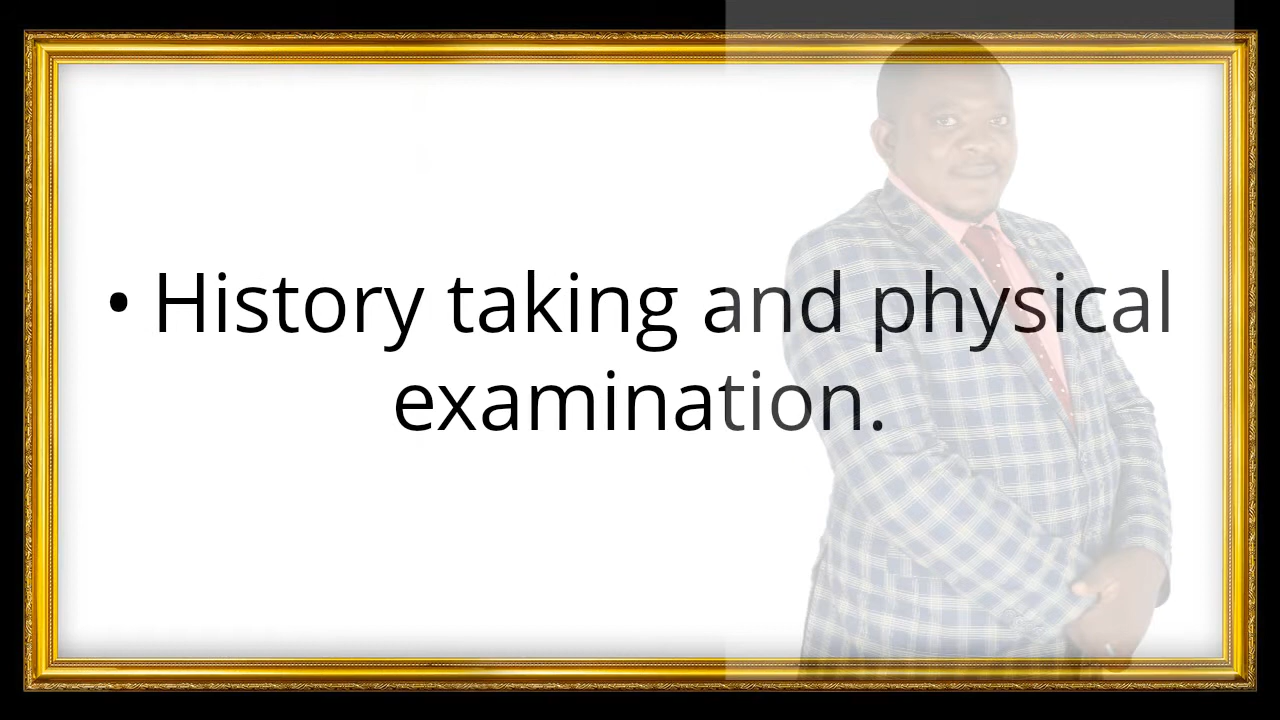 • History taking and physical
examination.